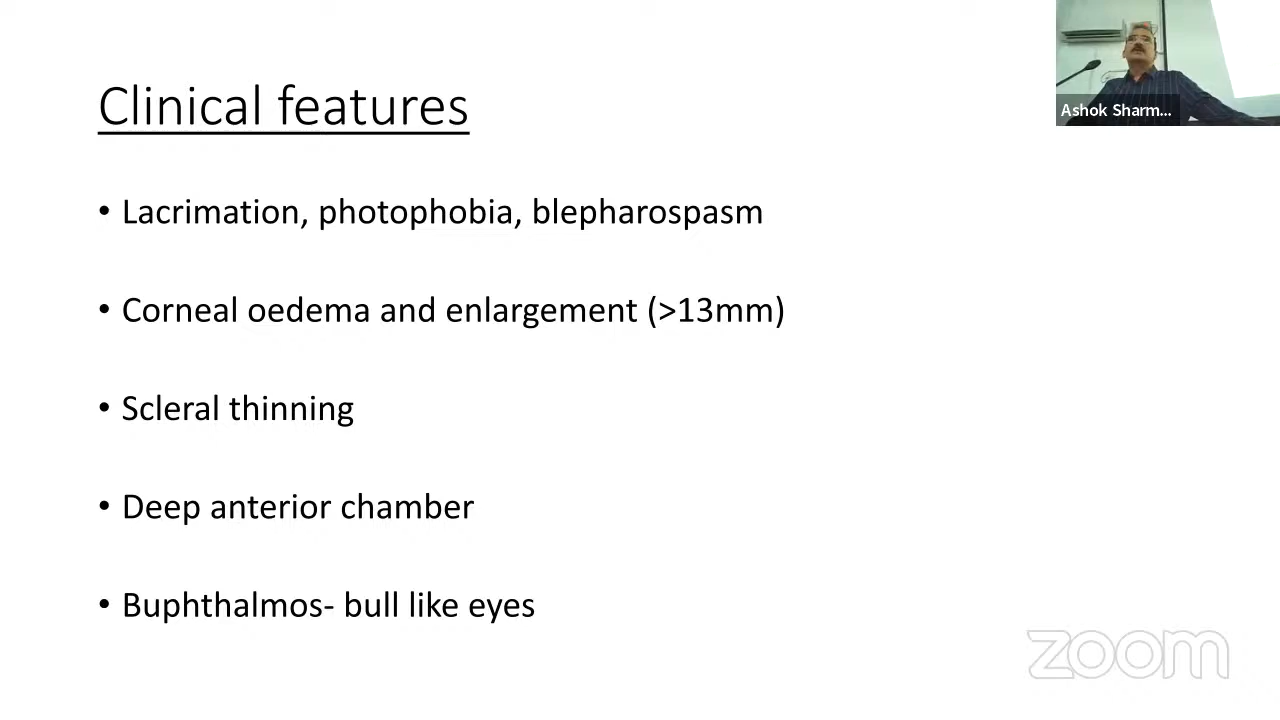 Clinical features
Ashok Sharm...
• Lacrimation, photophobia, blepharospasm
• Corneal oedema and enlargement (>13mm)
• Scleral thinning
• Deep anterior chamber
• Buphthalmos- bull like eyes
zoom